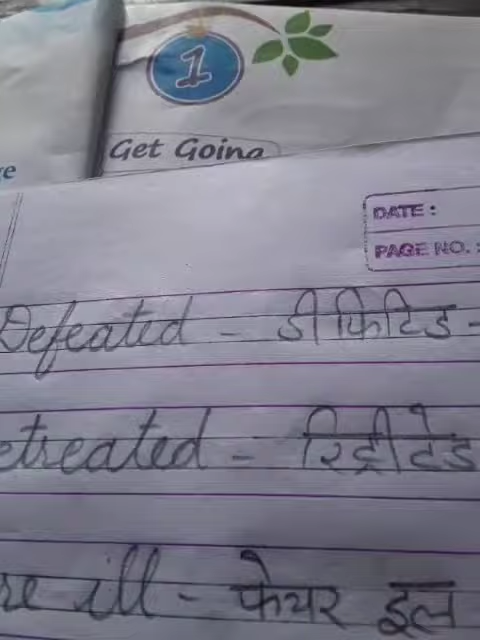 1
Get Going
e
DATE :
PAGE NO. :
Defeated - डीफिटिड -
etreated - रिट्रीटेड
re ill - फेयर इल